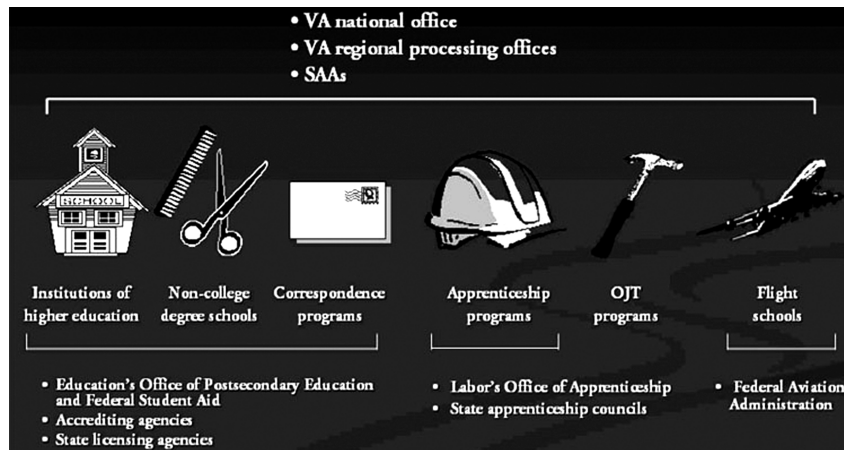 • VA national office
• VA regional processing offices
• SAAs
SCHOOL
Institutions of
higher education
Non-college
degree schools
Correspondence
programs
Apprenticeship
programs
OJT
programs
Flight
schools
• Education's Office of Postsecondary Education
and Federal Student Aid
• Accrediting agencies
• State licensing agencies
• Labor's Office of Apprenticeship
• State apprenticeship councils
• Federal Aviation
Administration